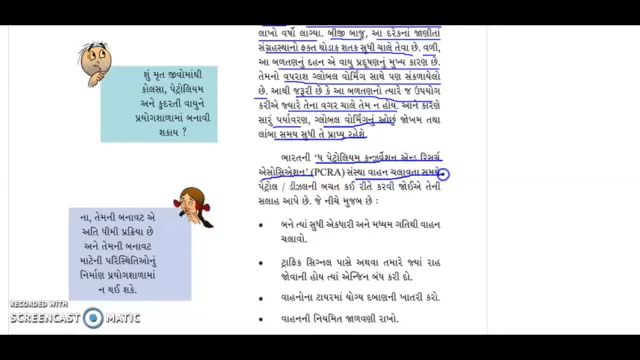 લાખો વર્ષો લાગ્યા. બીજી બાજુ, આ દરેકનાં જાણીતા
સંગ્રહસ્થાનો ફક્ત થોડાક શતક સુધી ચાલે તેવા છે. વળી,
આ બળતણનું દહન એ વાયુ પ્રદૂષણનું મુખ્ય કારણ છે.
તેમનો વપરાશ ગ્લોબલ વોર્મિંગ સાથે પણ સંકળાયેલો
છે. આથી જરૂરી છે કે આ બળતણનો ત્યારે જ ઉપયોગ
કરીએ જ્યારે તેના વગર ચાલે તેમ ન હોય. આને કારણે
સારું પર્યાવરણ, ગ્લોબલ વોર્મિંગનું ઓછું જોખમ તથા
લાંબા સમય સુધી તે પ્રાપ્ય રહેશે.
શું મૃત જીવોમાંથી
કોલસા, પેટ્રોલિયમ
અને કુદરતી વાયુને
પ્રયોગશાળામાં બનાવી
શકાય ?
ભારતની ‘ધ પેટ્રોલિયમ કન્ઝર્વેશન એન્ડ રિસર્ચ
એસોસિએશન’ (PCRA) સંસ્થા વાહન ચલાવતા સમયે
પેટ્રોલ / ડીઝલની બચત કઈ રીતે કરવી જોઈએ તેની
સલાહ આપે છે. જે નીચે મુજબ છે :
• બને ત્યાં સુધી એકધારી અને મધ્યમ ગતિથી વાહન
ચલાવો.
• ટ્રાફિક સિગ્નલ પાસે અથવા તમારે જ્યાં રાહ
જોવાની હોય ત્યાં એન્જિન બંધ કરી દો.
• વાહનોના ટાયરમાં યોગ્ય દબાણની ખાતરી કરો.
• વાહનની નિયમિત જાળવણી રાખો.
ના, તેમની બનાવટ એ
અતિ ધીમી પ્રક્રિયા છે
અને તેમની બનાવટ
માટેની પરિસ્થિતિઓનું
નિર્માણ પ્રયોગશાળામાં
ન થઈ શકે.
RECORDED WITH
SCREENCAST MATIC